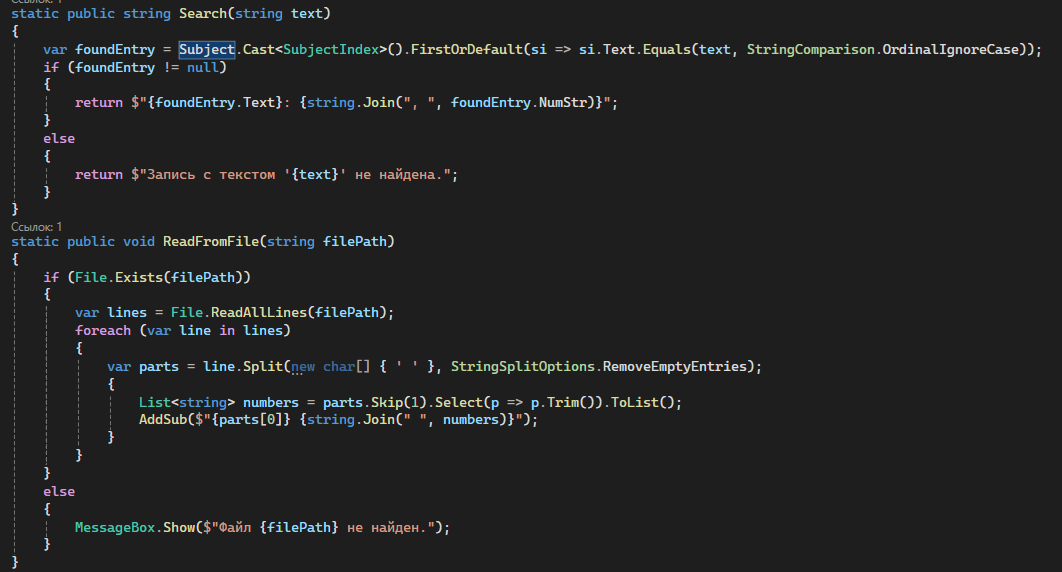 Ссылок: 1
static public string Search(string text)
{
    var foundEntry = Subject.Cast<SubjectIndex>().FirstOrDefault(si => si.Text.Equals(text, StringComparison.OrdinalIgnoreCase));
    if (foundEntry != null)
    {
        return $"{foundEntry.Text}: {string.Join(", ", foundEntry.NumStr)}";
    }
    else
    {
        return $"Запись с текстом '{text}' не найдена.";
    }
}
Ссылок: 1
static public void ReadFromFile(string filePath)
{
    if (File.Exists(filePath))
    {
        var lines = File.ReadAllLines(filePath);
        foreach (var line in lines)
        {
            var parts = line.Split(new char[] { ' ' }, StringSplitOptions.RemoveEmptyEntries);
            {
                List<string> numbers = parts.Skip(1).Select(p => p.Trim()).ToList();
                AddSub($"{parts[0]} {string.Join(" ", numbers)}");
            }
        }
    }
    else
    {
        MessageBox.Show($"Файл {filePath} не найден.");
    }
}